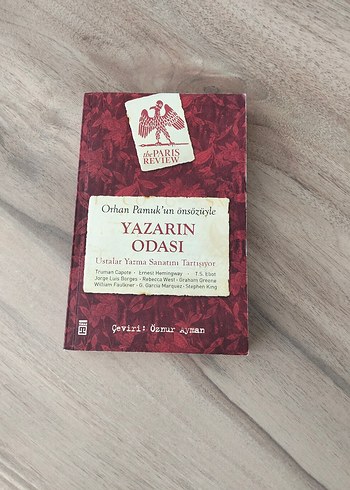 the PARIS
REVIEW
Orhan Pamuk'un önsözüyle
YAZARIN
ODASI
Ustalar Yazma Sanatını Tartışıyor
Truman Capote • Ernest Hemingway • T. S. Eliot
Jorge Luis Borges • Rebecca West • Graham Greene
William Faulkner • G. Garcia Marquez • Stephen King
Çeviri: Öznur Ayman